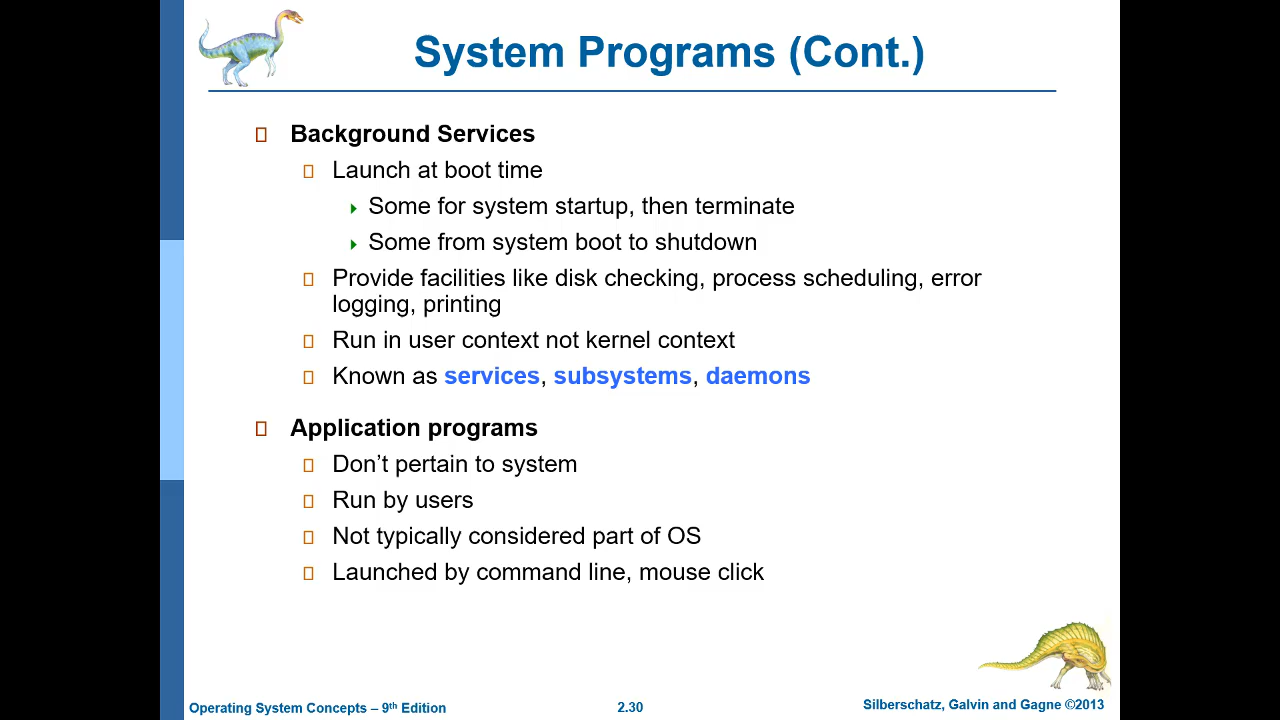 System Programs (Cont.)
Background Services
Launch at boot time
Some for system startup, then terminate
Some from system boot to shutdown
Provide facilities like disk checking, process scheduling, error
logging, printing
Run in user context not kernel context
Known as services, subsystems, daemons
Application programs
Don’t pertain to system
Run by users
Not typically considered part of OS
Launched by command line, mouse click
Operating System Concepts – 9th Edition
2.30
Silberschatz, Galvin and Gagne ©2013